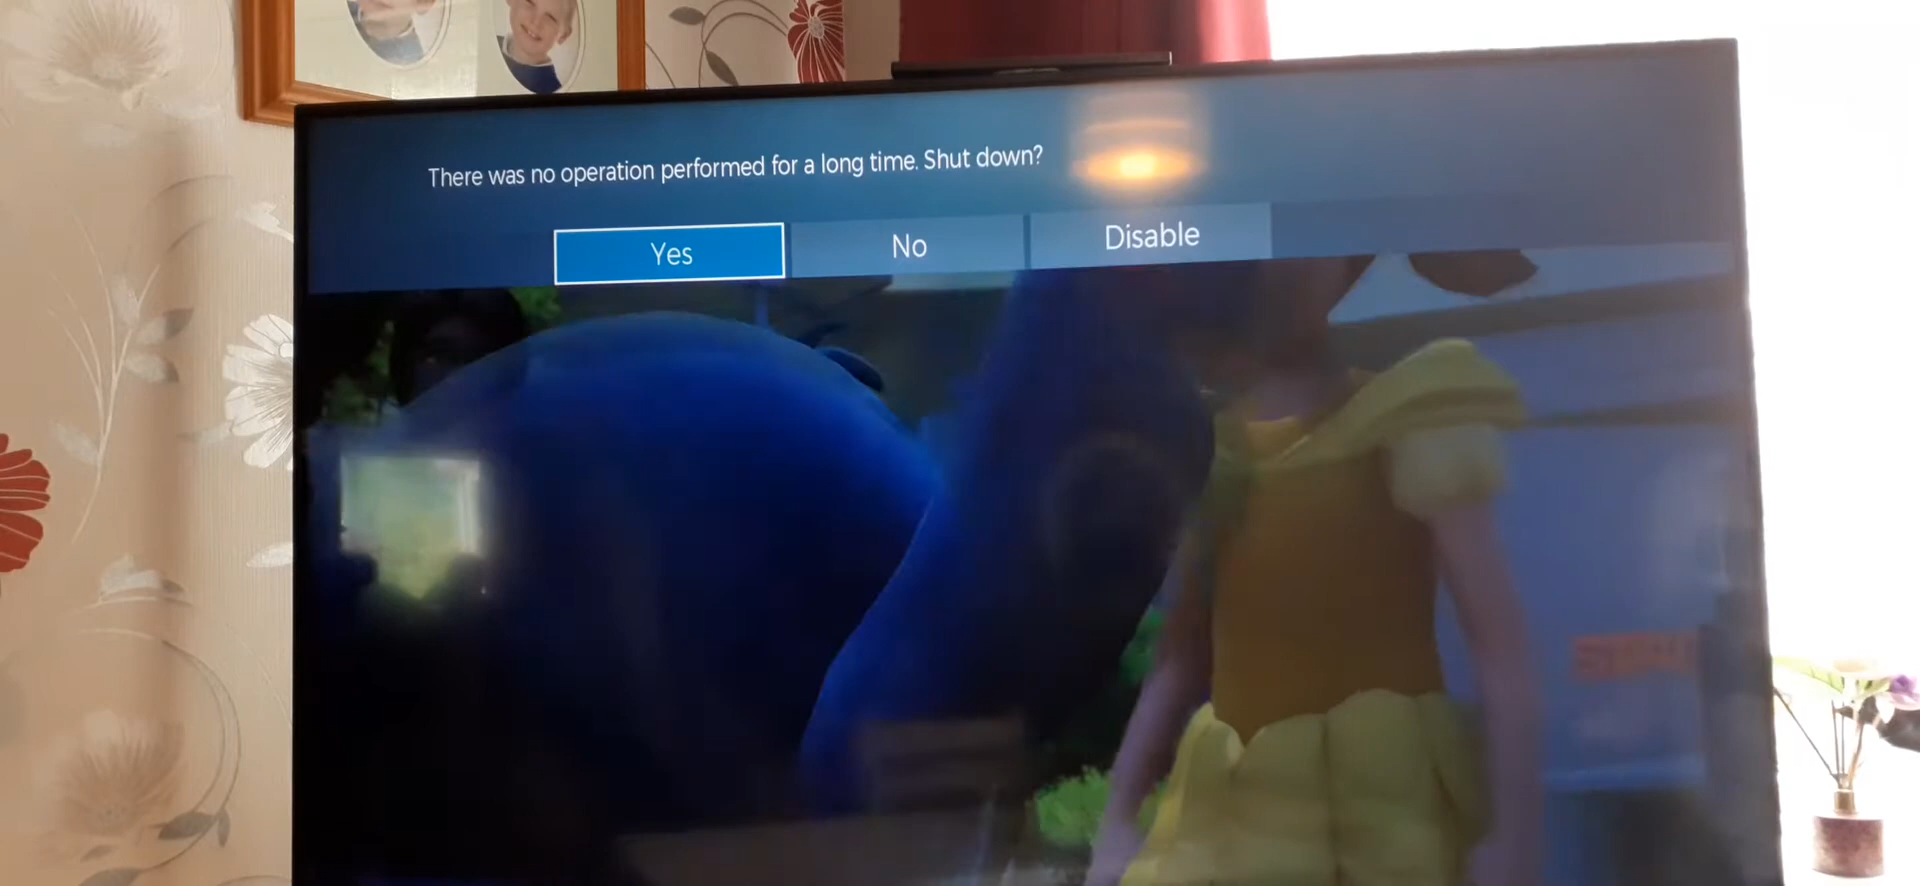 There was no operation performed for a long time. Shut down?
Yes
No
Disable